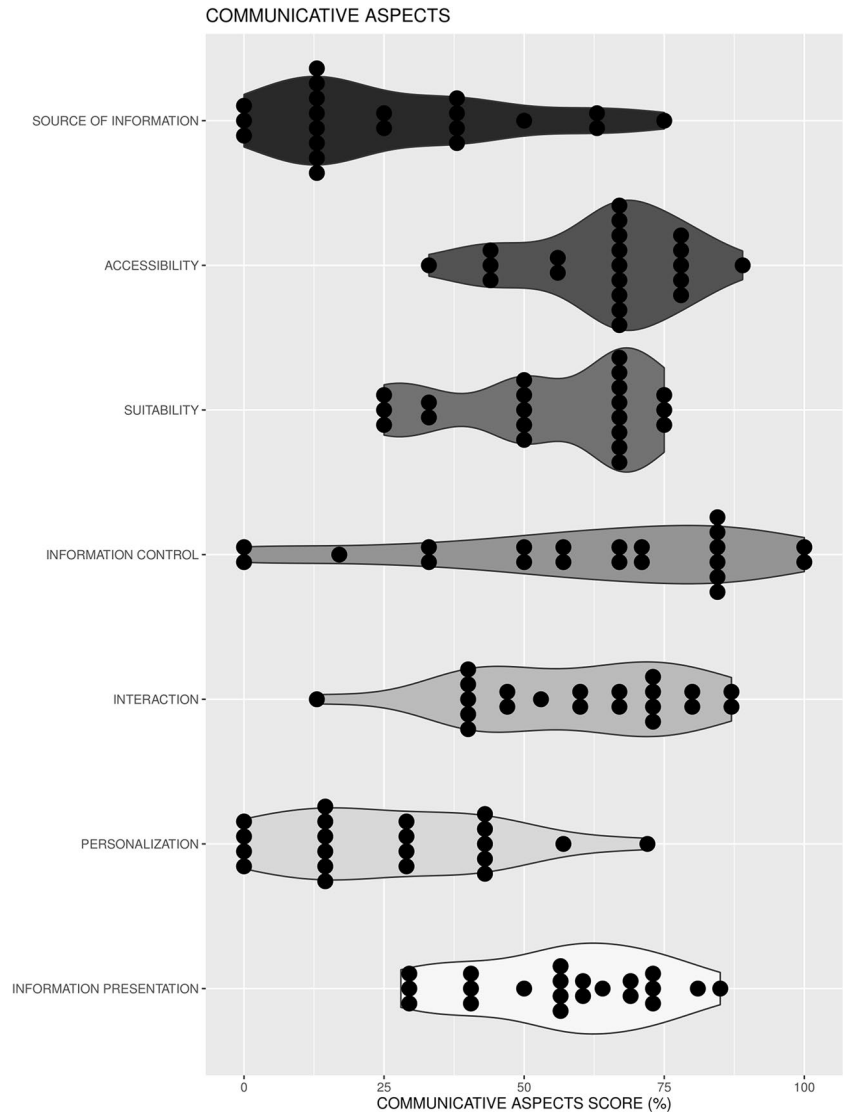 COMMUNICATIVE ASPECTS
SOURCE OF INFORMATION
ACCESSIBILITY
SUITABILITY
INFORMATION CONTROL
INTERACTION
PERSONALIZATION
INFORMATION PRESENTATION
0 25 50 75 100
COMMUNICATIVE ASPECTS SCORE (%)